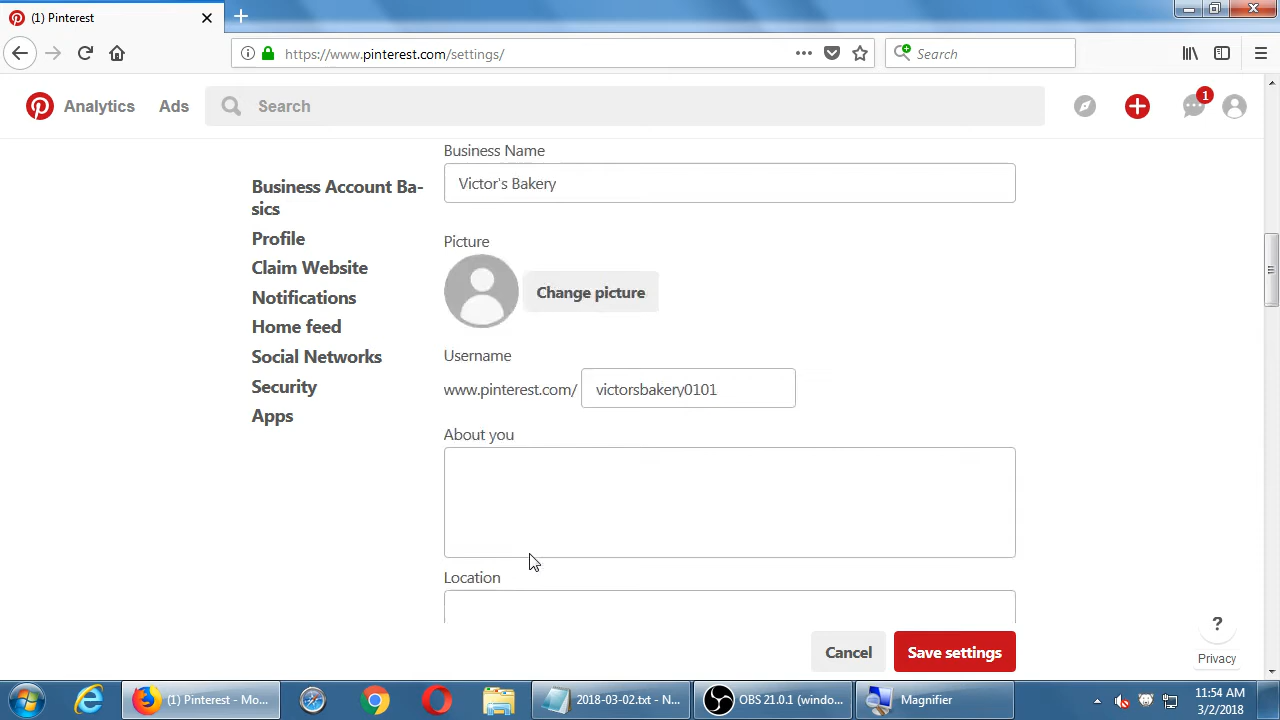 (1) Pinterest
https://www.pinterest.com/settings/
Search
Analytics
Ads
Search
1
Business Account Ba-
sics
Profile
Claim Website
Notifications
Home feed
Social Networks
Security
Apps
Business Name
Victor's Bakery
Picture
Change picture
Username
www.pinterest.com/
victorsbakery0101
About you
Location
Cancel
Save settings
?
Privacy
(1) Pinterest - Mo...
2018-03-02.txt - N...
OBS 21.0.1 (windo...
Magnifier
11:54 AM
3/2/2018